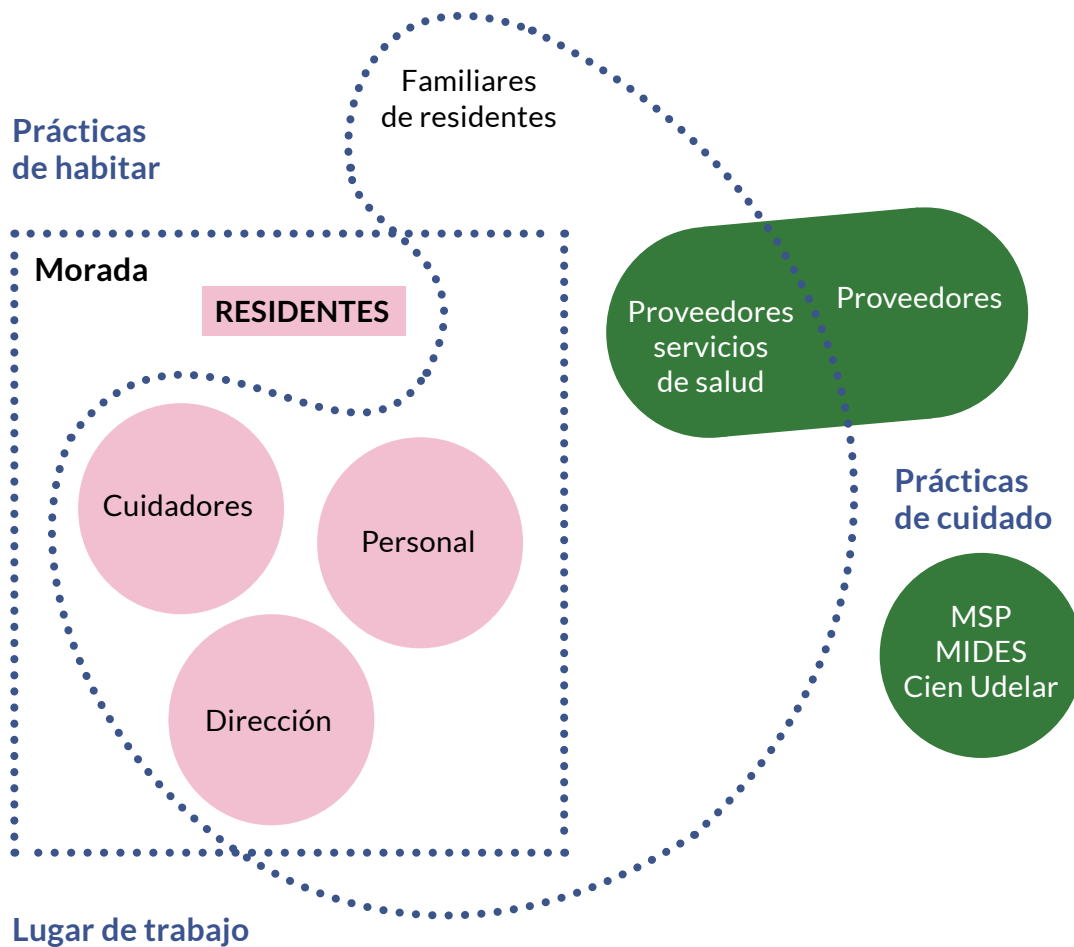 Familiares
de residentes
Prácticas
de habitar
Morada
RESIDENTES
Proveedores
servicios
de salud
Proveedores
Cuidadores
Personal
Dirección
Prácticas
de cuidado
MSP
MIDES
Cien Udelar
Lugar de trabajo